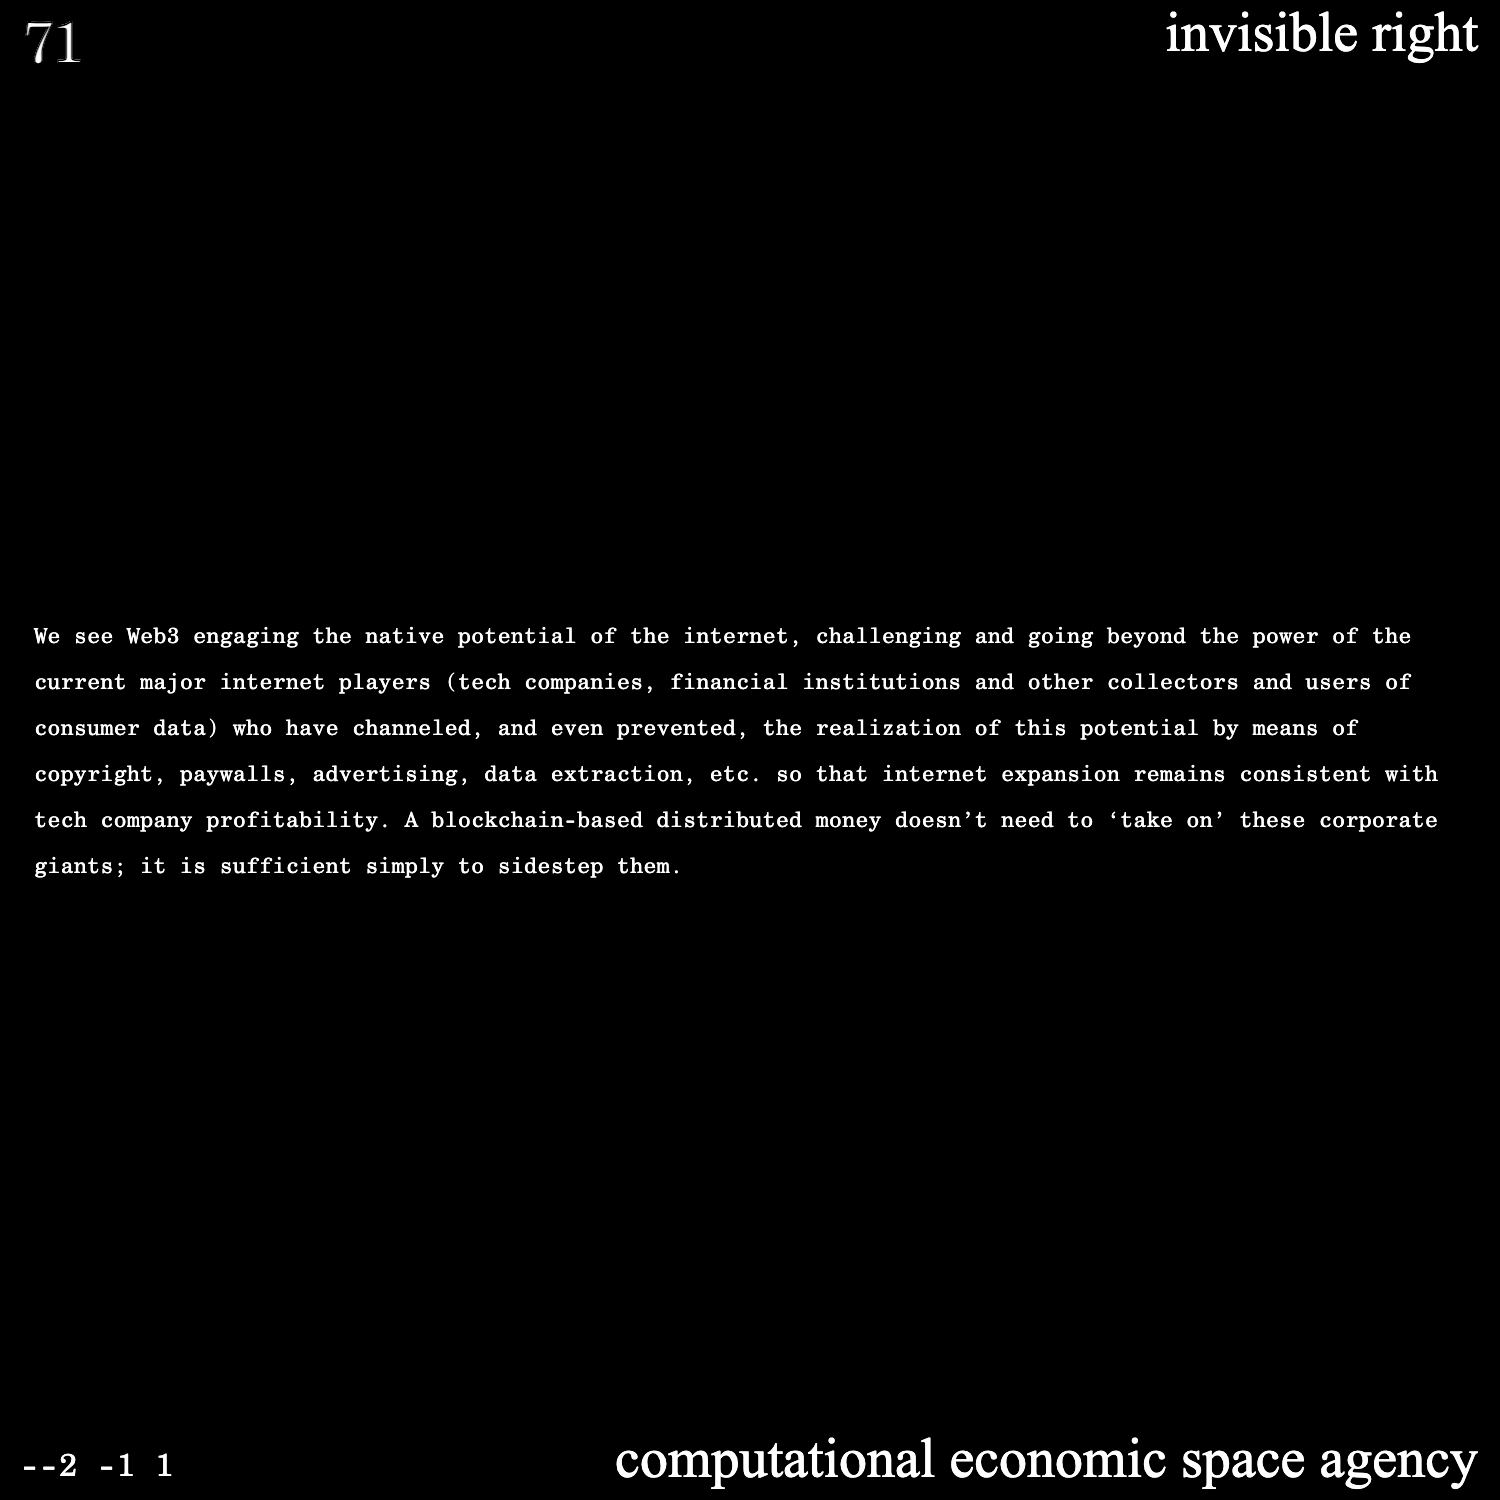 71
invisible right
We see Web3 engaging the native potential of the internet, challenging and going beyond the power of the
current major internet players (tech companies, financial institutions and other collectors and users of
consumer data) who have channeled, and even prevented, the realization of this potential by means of
copyright, paywalls, advertising, data extraction, etc. so that internet expansion remains consistent with
tech company profitability. A blockchain-based distributed money doesn’t need to ‘take on’ these corporate
giants; it is sufficient simply to sidestep them.
--2 -1 1
computational economic space agency